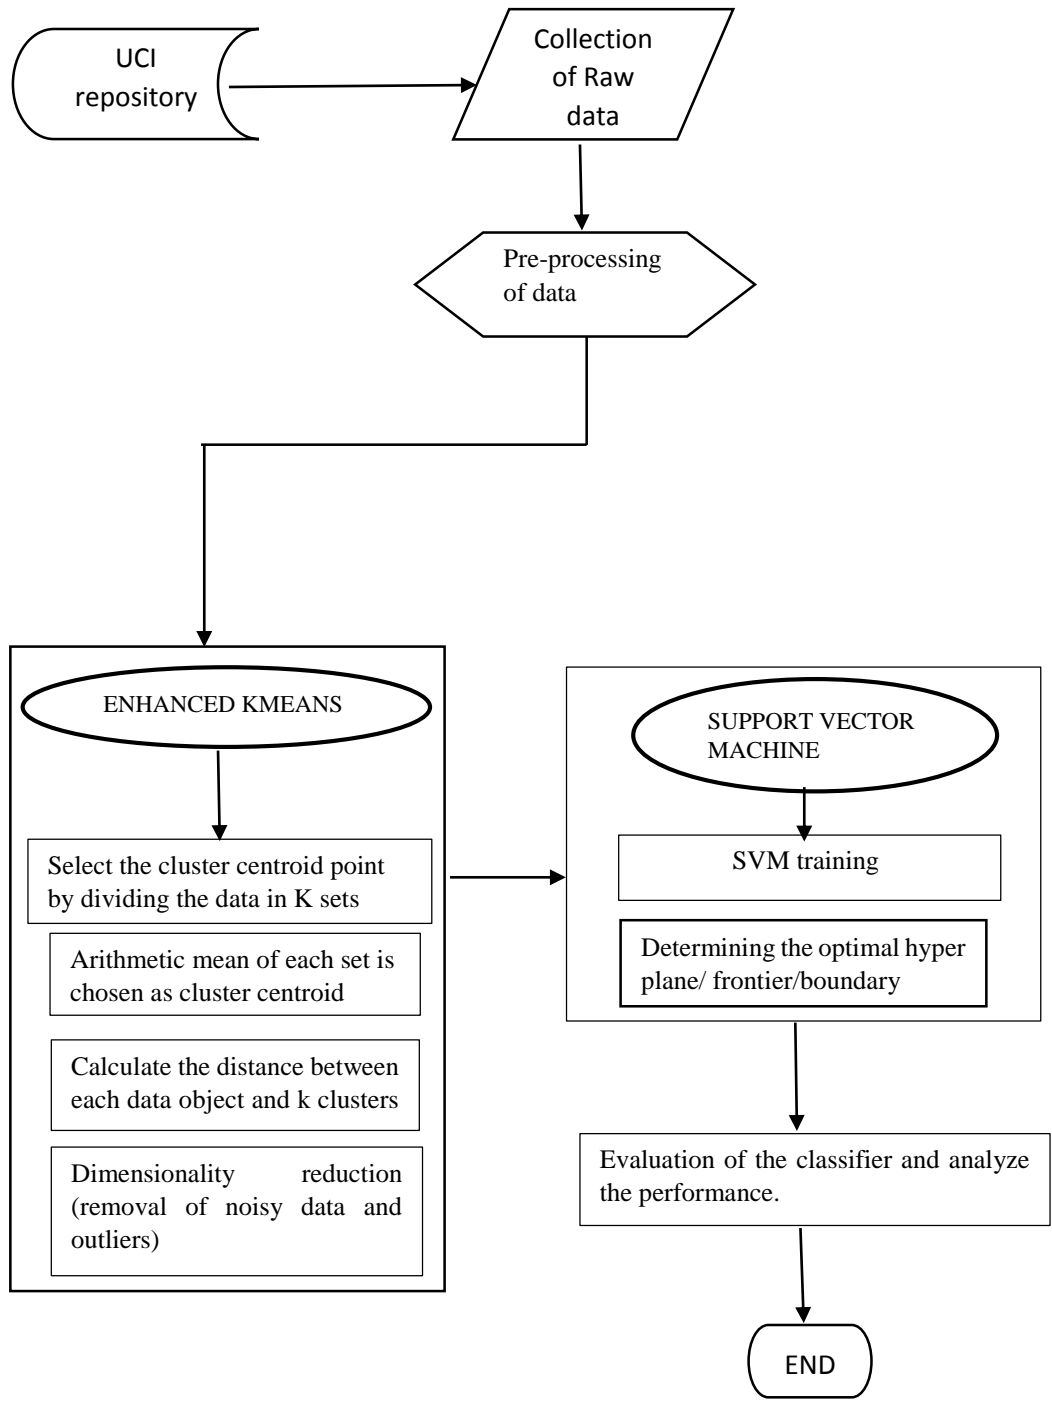 UCI
repository
Collection
of Raw
data
Pre-processing
of data
ENHANCED KMEANS
Select the cluster centroid point
by dividing the data in K sets
Arithmetic mean of each set is
chosen as cluster centroid
Calculate the distance between
each data object and k clusters
Dimensionality reduction
(removal of noisy data and
outliers)
SUPPORT VECTOR
MACHINE
SVM training
Determining the optimal hyper
plane/ frontier/boundary
Evaluation of the classifier and analyze
the performance.
END